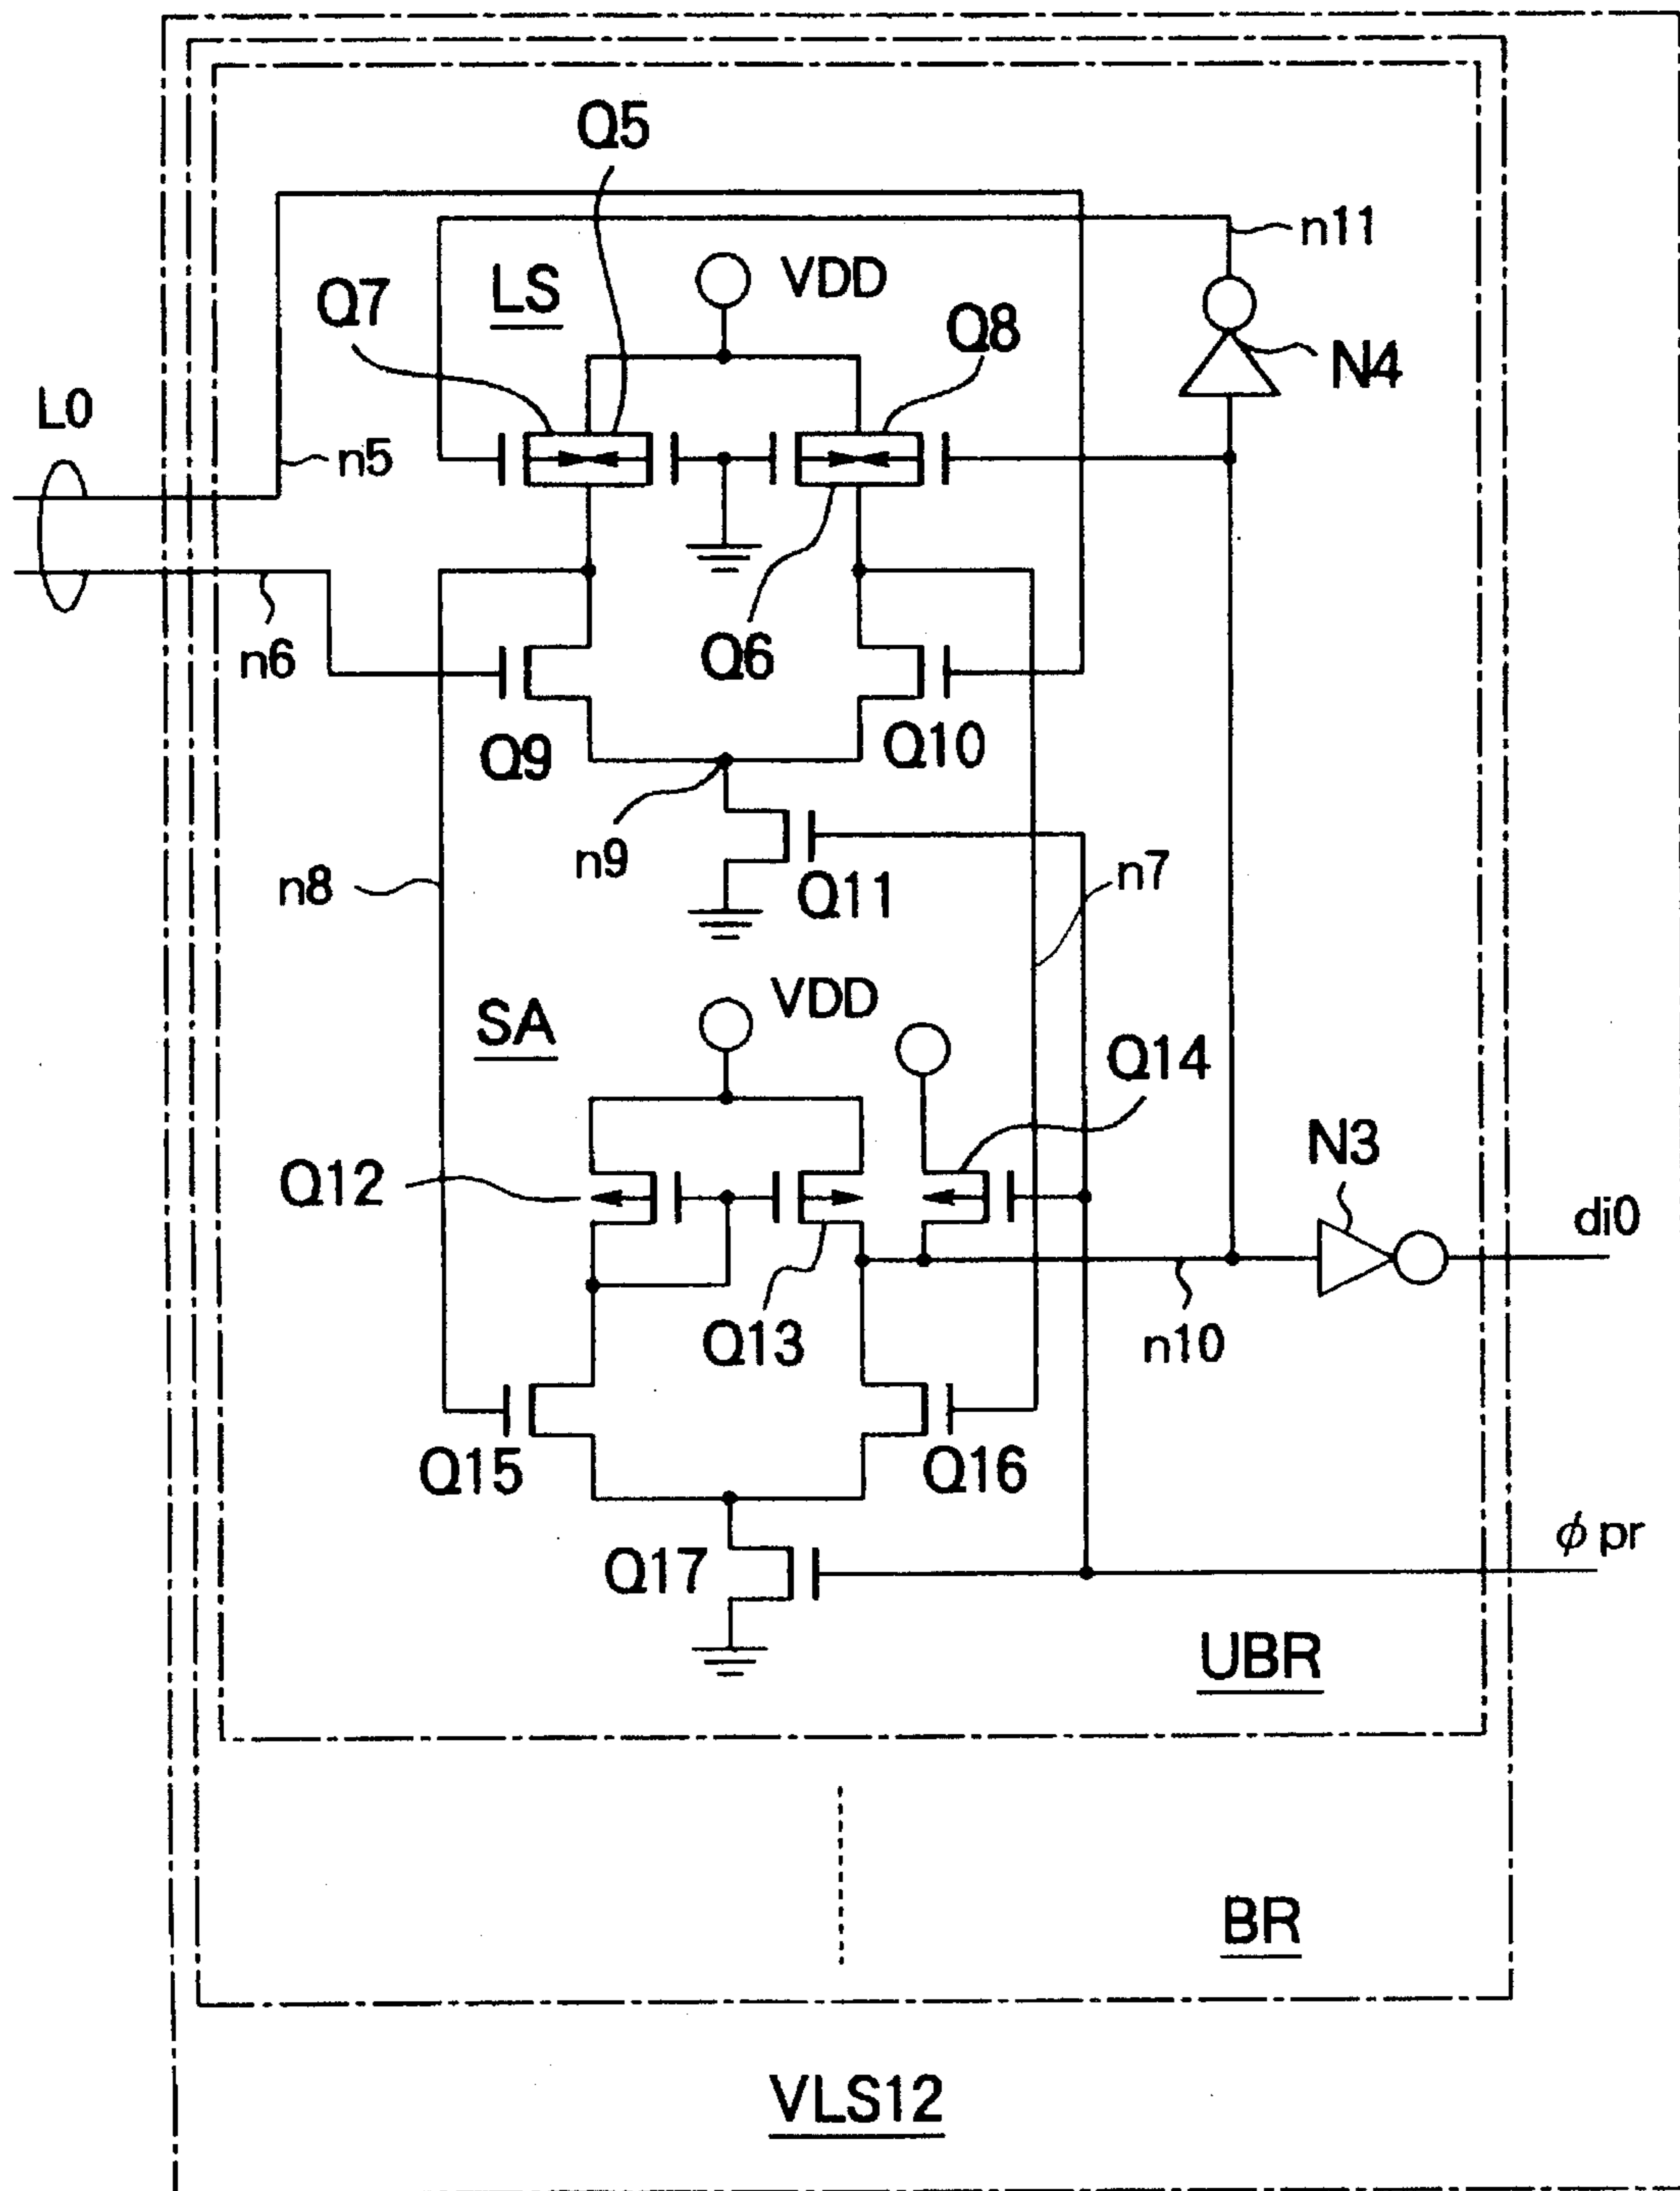 Q5
n11
LS
VDD
Q7
Q8
N4
L0
n5
n6
Q6
Q9
Q10
n9
n8
Q11
n7
SA
VDD
Q14
Q12
N3
di0
Q13
n10
Q15
Q16
Q17
ϕpr
UBR
BR
VLS12